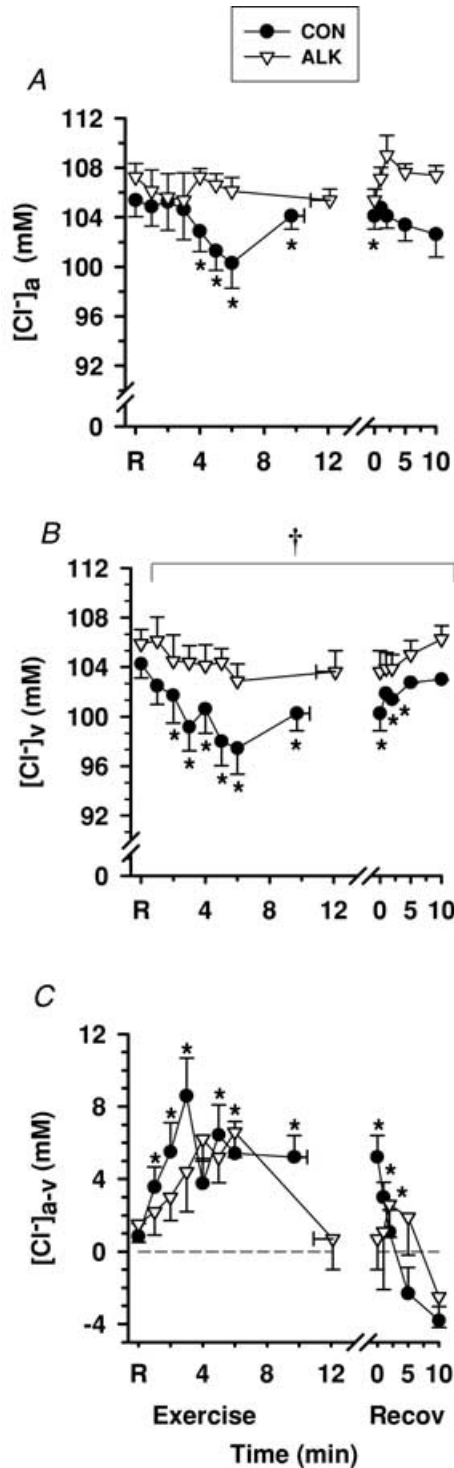 CON
ALK
A
112
108
104
100
96
92
0
[Cl⁻]a (mM)
* * * *
*
R 4 8 12 0 5 10
B
†
112
108
104
100
96
92
0
[Cl⁻]v (mM)
* * * * * *
* * *
R 4 8 12 0 5 10
C
12
8
4
0
-4
[Cl⁻]a-v (mM)
* * * * * *
* * *
R 4 8 12 0 5 10
Exercise Recov
Time (min)